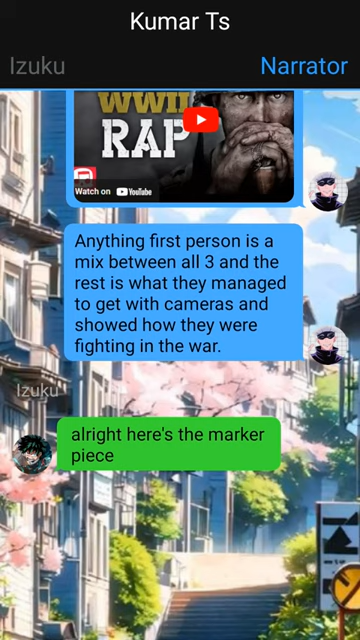 Kumar Ts
Izuku
Narrator
WWII
RAP
Watch on YouTube
Anything first person is a
mix between all 3 and the
rest is what they managed
to get with cameras and
showed how they were
fighting in the war.
Izuku
alright here's the marker
piece